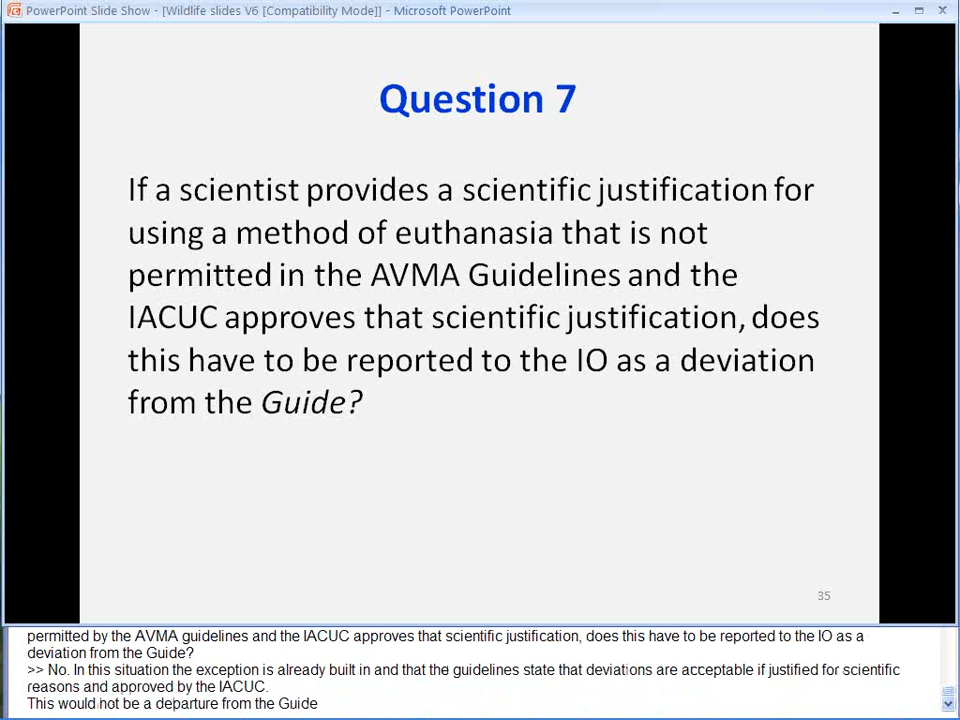 PowerPoint Slide Show - [Wildlife slides V6 [Compatibility Mode]] - Microsoft PowerPoint
Question 7
If a scientist provides a scientific justification for
using a method of euthanasia that is not
permitted in the AVMA Guidelines and the
IACUC approves that scientific justification, does
this have to be reported to the IO as a deviation
from the Guide?
35
permitted by the AVMA guidelines and the IACUC approves that scientific justification, does this have to be reported to the IO as a
deviation from the Guide?
>> No. In this situation the exception is already built in and that the guidelines state that deviations are acceptable if justified for scientific
reasons and approved by the IACUC.
This would not be a departure from the Guide